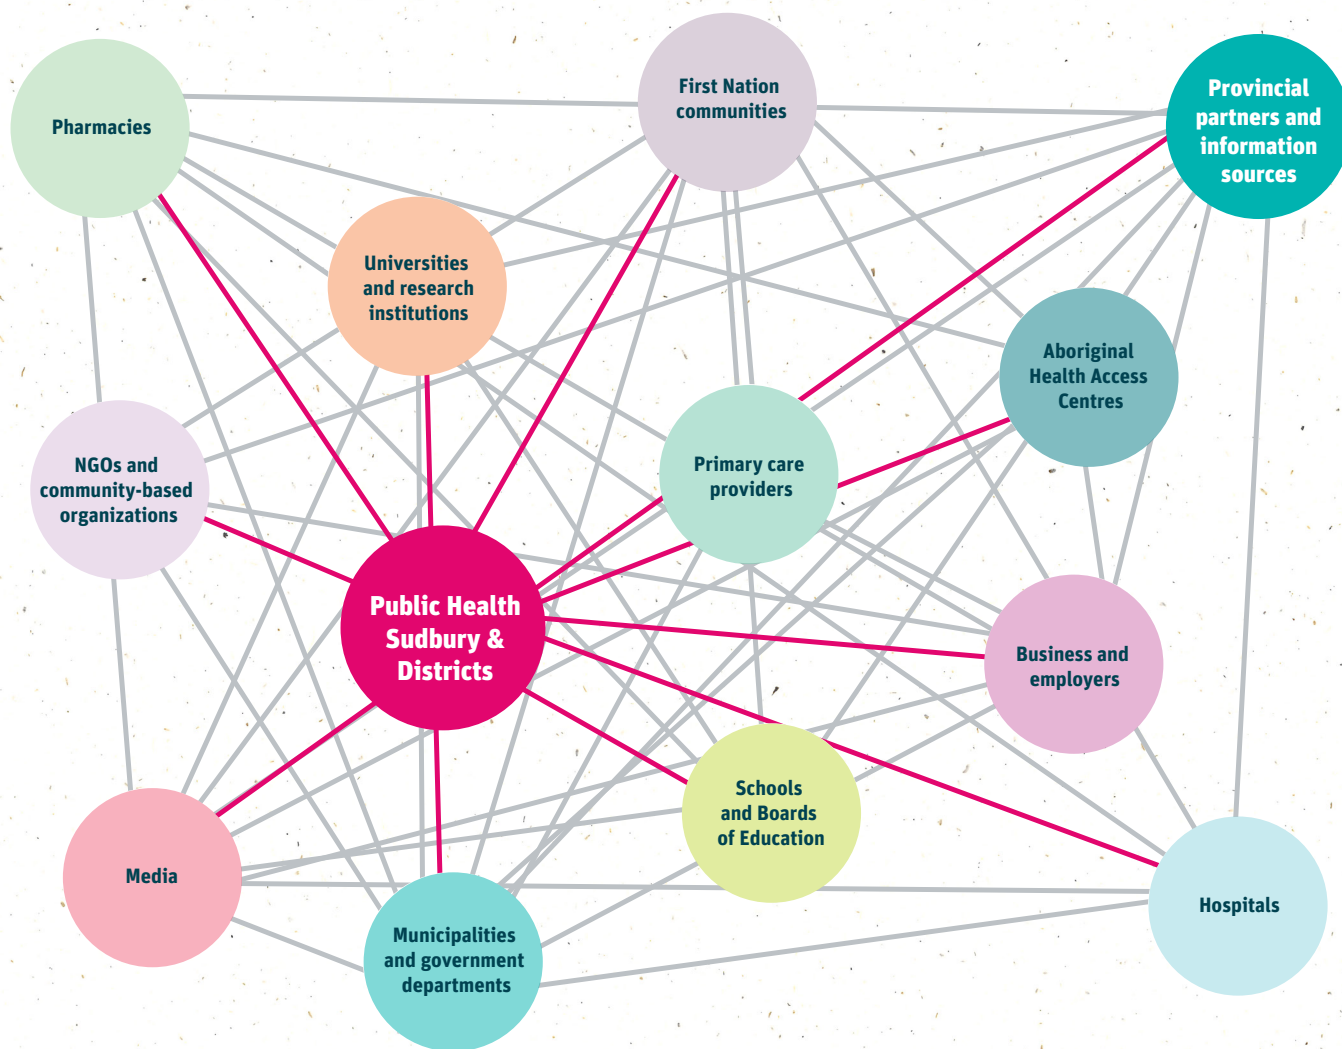 Pharmacies
First Nation
communities
Provincial
partners and
information
sources
Universities
and research
institutions
Aboriginal
Health Access
Centres
NGOs and
community-based
organizations
Primary care
providers
Public Health
Sudbury &
Districts
Business and
employers
Schools
and Boards
of Education
Media
Hospitals
Municipalities
and government
departments